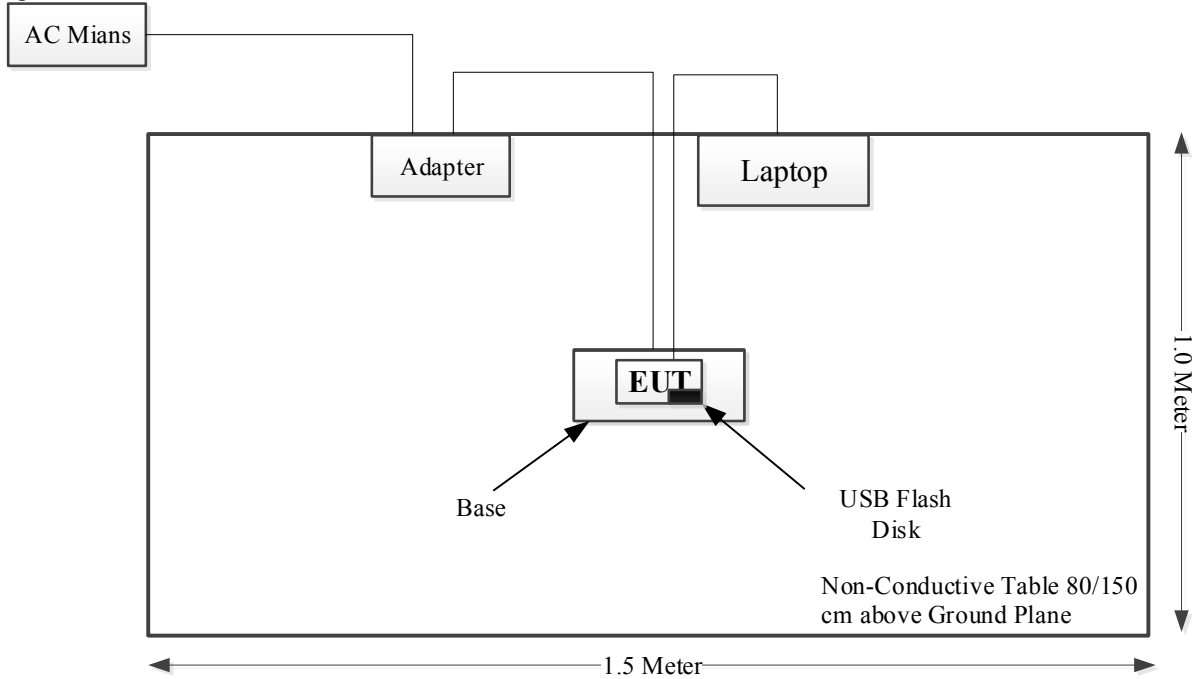 AC Mians
Adapter
Laptop
EUT
Base
USB Flash
Disk
Non-Conductive Table 80/150
cm above Ground Plane
1.0 Meter
1.5 Meter